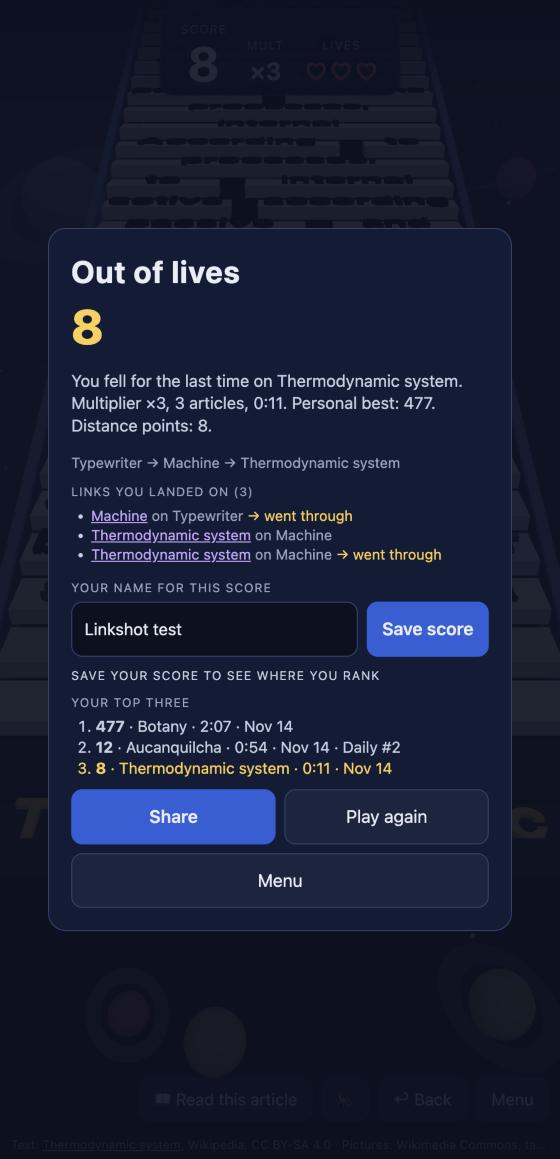 SCORE
MULT
LIVES
8
×3
Out of lives
8
You fell for the last time on Thermodynamic system.
Multiplier ×3, 3 articles, 0:11. Personal best: 477.
Distance points: 8.
Typewriter → Machine → Thermodynamic system
LINKS YOU LANDED ON (3)
• Machine on Typewriter → went through
• Thermodynamic system on Machine
• Thermodynamic system on Machine → went through
YOUR NAME FOR THIS SCORE
Linkshot test
Save score
SAVE YOUR SCORE TO SEE WHERE YOU RANK
YOUR TOP THREE
1. 477 · Botany · 2:07 · Nov 14
2. 12 · Aucanquilcha · 0:54 · Nov 14 · Daily #2
3. 8 · Thermodynamic system · 0:11 · Nov 14
Share
Play again
Menu
Read this article
↩ Back
Menu
Text: Thermodynamic system, Wikipedia, CC BY-SA 4.0 · Pictures: Wikimedia Commons, ta…